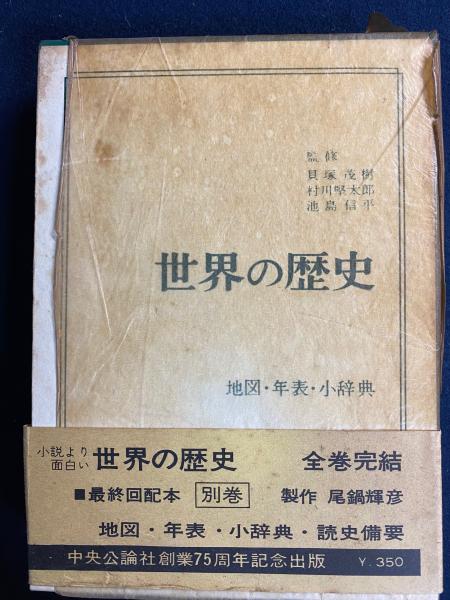 監修
貝塚茂樹
村川堅太郎
池島信平
世界の歴史
地図・年表・小辞典
小説より
面白い
世界の歴史 全巻完結
■最終回配本 別巻 製作 尾鍋輝彦
地図・年表・小辞典・読史備要
中央公論社創業75周年記念出版 ¥.350